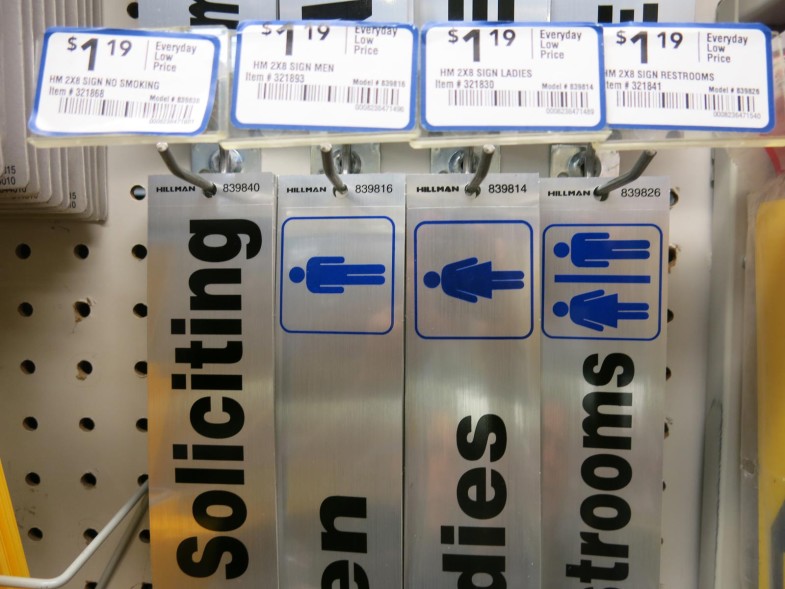 $1 19 Everyday Low Price
HM 2X8 SIGN NO SMOKING
Item # 321868 Model # 839838
$1 19 Everyday Low Price
HM 2X8 SIGN MEN
Item # 321893 Model # 839816
$1 19 Everyday Low Price
HM 2X8 SIGN LADIES
Item # 321830 Model # 839814
$1 19 Everyday Low Price
HM 2X8 SIGN RESTROOMS
Item # 321841 Model # 839826
HILLMAN 839840
Soliciting
HILLMAN 839816
en
HILLMAN 839814
dies
HILLMAN 839826
strooms